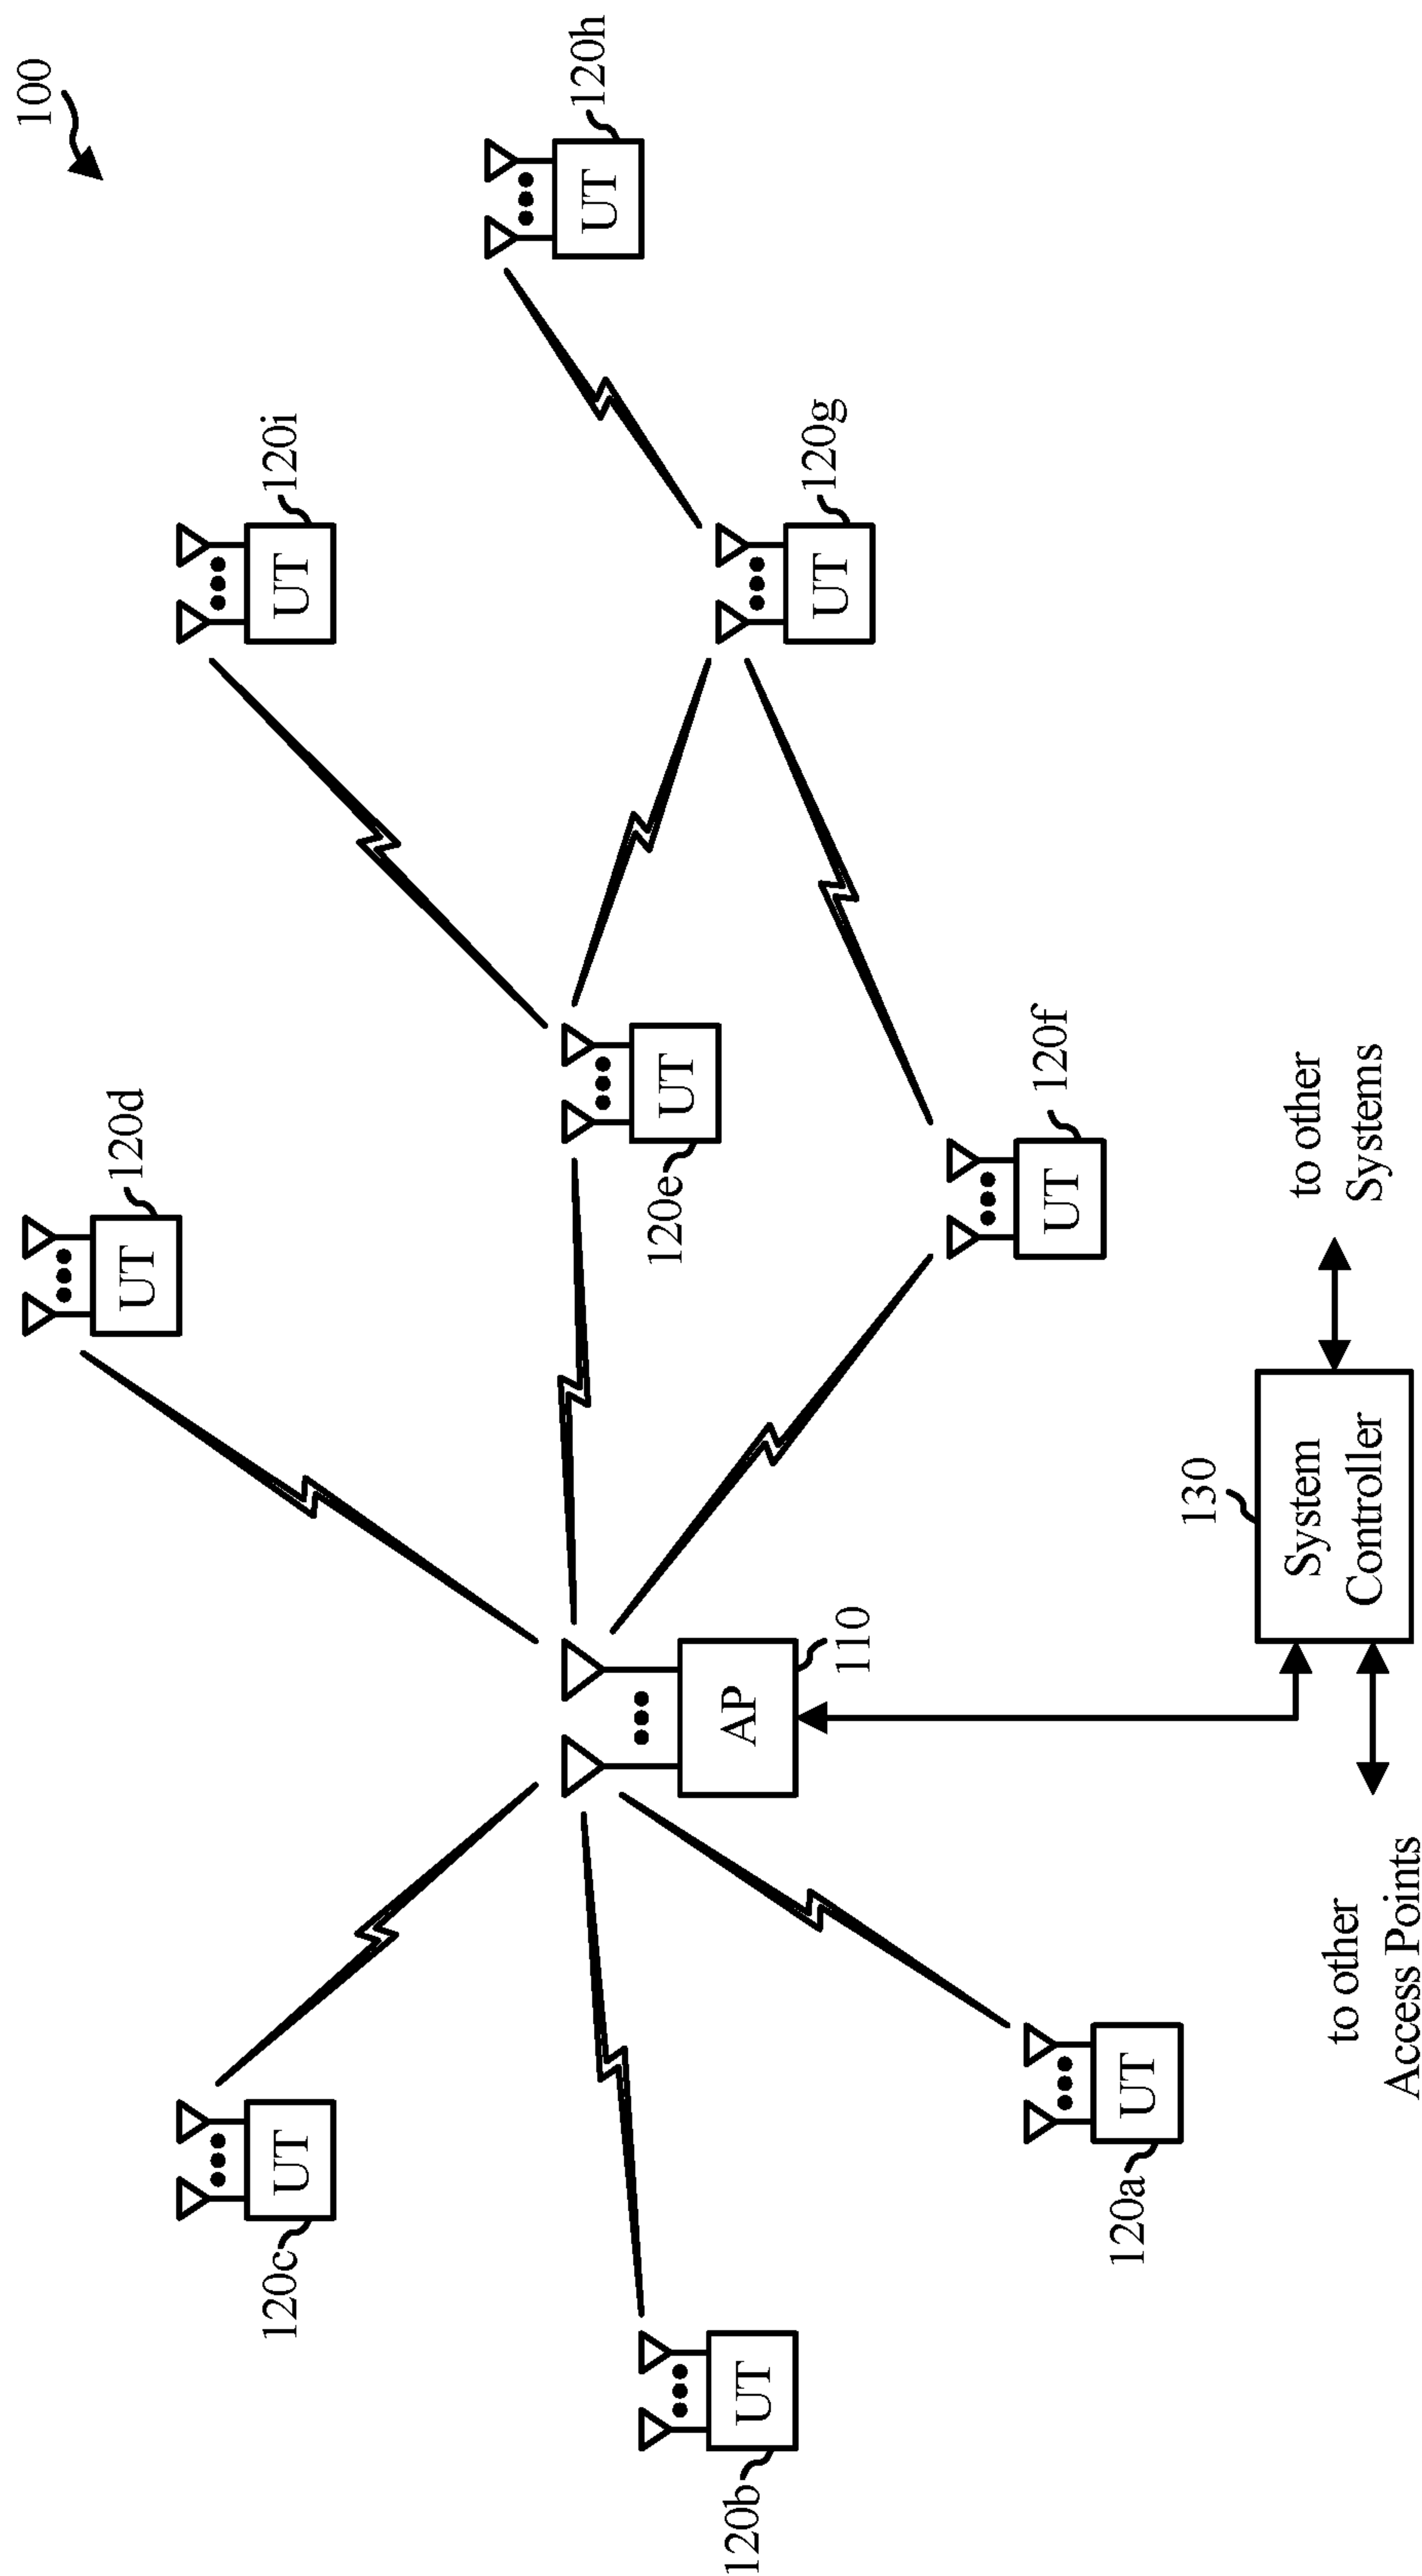 100
UT
120d
UT
120c
UT
120i
UT
120h
UT
120b
AP
110
UT
120e
UT
120g
UT
120a
UT
120f
130
System
Controller
to other
Access Points
to other
Systems